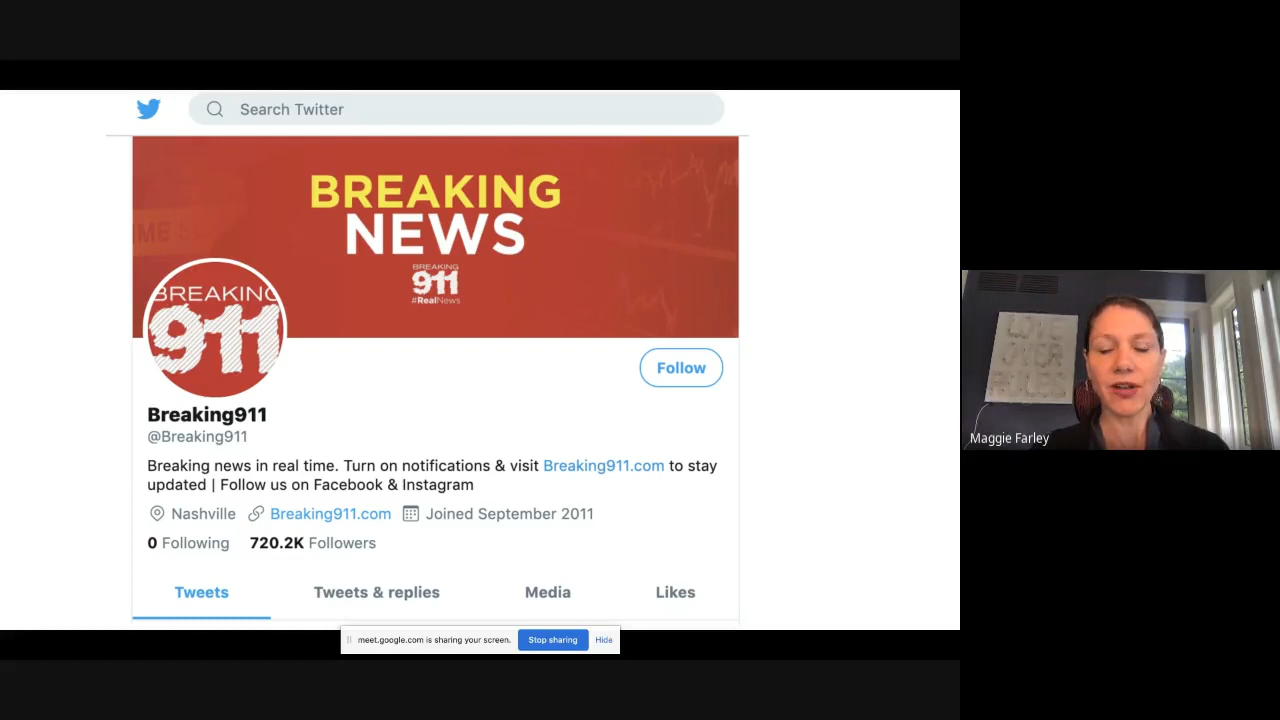 Search Twitter
BREAKING
NEWS
BREAKING
911
#RealNews
BREAKING
911
Follow
Breaking911
@Breaking911
Breaking news in real time. Turn on notifications & visit Breaking911.com to stay
updated | Follow us on Facebook & Instagram
Nashville Breaking911.com Joined September 2011
0 Following 720.2K Followers
Tweets Tweets & replies Media Likes
meet.google.com is sharing your screen. Stop sharing Hide
LOVE
OVER
RULES
Maggie Farley